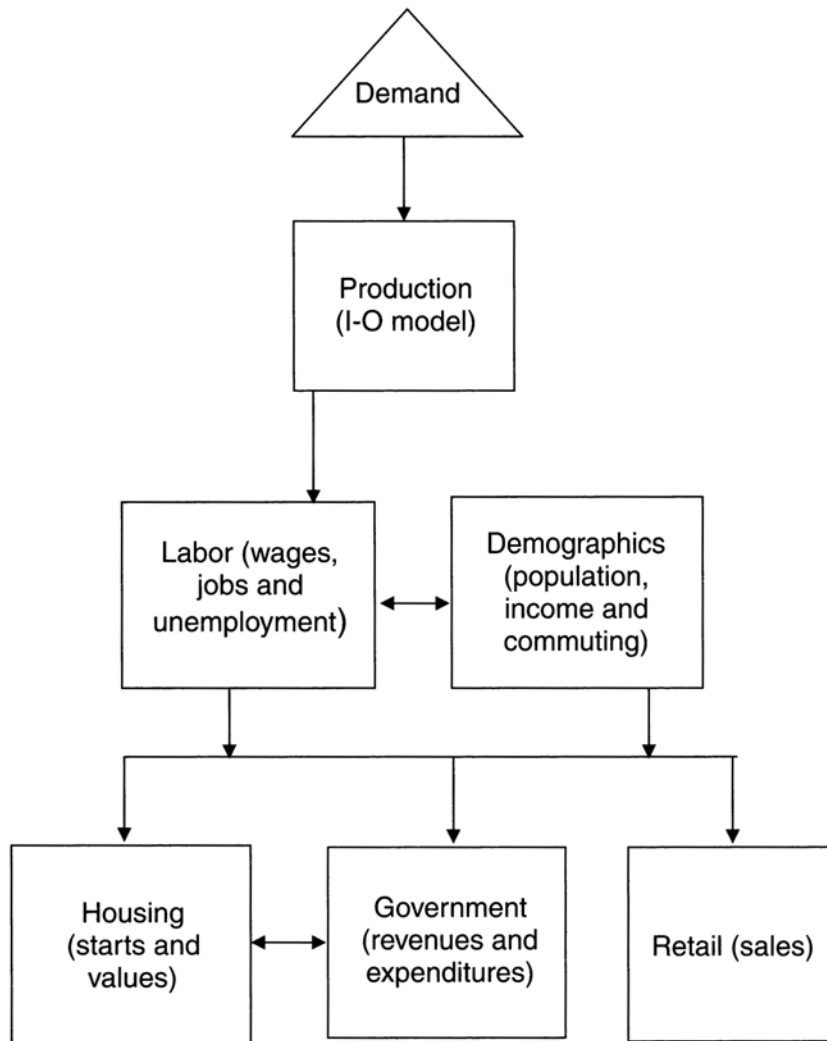 Demand
Production
(I-O model)
Labor (wages,
jobs and
unemployment)
Demographics
(population,
income and
commuting)
Housing
(starts and
values)
Government
(revenues and
expenditures)
Retail (sales)